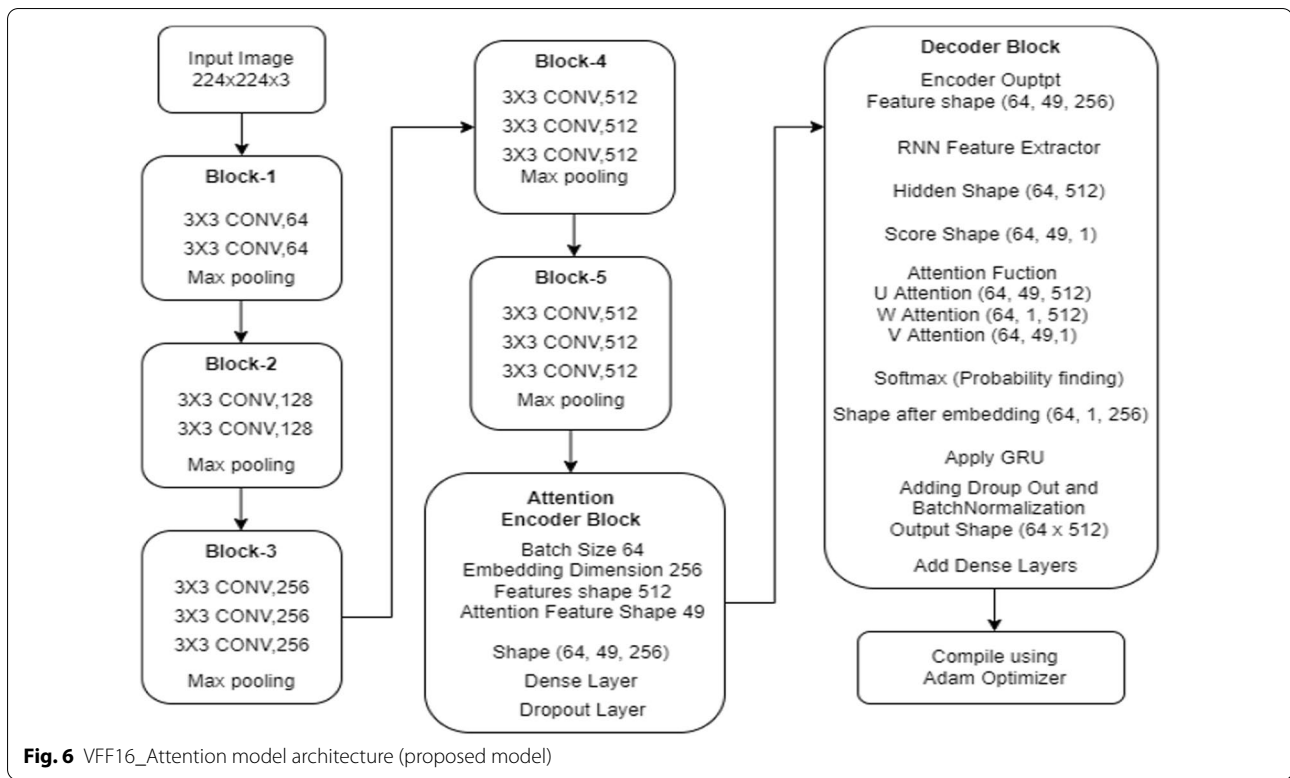 Input Image
224x224x3
Block-1
3X3 CONV,64
3X3 CONV,64
Max pooling
Block-2
3X3 CONV,128
3X3 CONV,128
Max pooling
Block-3
3X3 CONV,256
3X3 CONV,256
3X3 CONV,256
Max pooling
Block-4
3X3 CONV,512
3X3 CONV,512
3X3 CONV,512
Max pooling
Block-5
3X3 CONV,512
3X3 CONV,512
3X3 CONV,512
Max pooling
Attention
Encoder Block
Batch Size 64
Embedding Dimension 256
Features shape 512
Attention Feature Shape 49
Shape (64, 49, 256)
Dense Layer
Dropout Layer
Decoder Block
Encoder Ouptpt
Feature shape (64, 49, 256)
RNN Feature Extractor
Hidden Shape (64, 512)
Score Shape (64, 49, 1)
Attention Fuction
U Attention (64, 49, 512)
W Attention (64, 1, 512)
V Attention (64, 49,1)
Softmax (Probability finding)
Shape after embedding (64, 1, 256)
Apply GRU
Adding Droup Out and
BatchNormalization
Output Shape (64 x 512)
Add Dense Layers
Compile using
Adam Optimizer
Fig. 6 VFF16_Attention model architecture (proposed model)